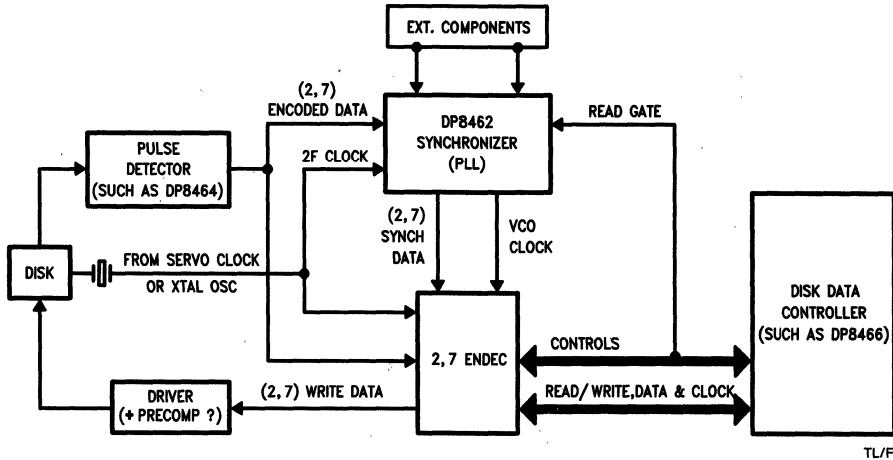 EXT. COMPONENTS
(2,7)
ENCODED DATA
DP8462
SYNCHRONIZER
(PLL)
READ GATE
PULSE
DETECTOR
(SUCH AS DP8464)
2F CLOCK
(2,7)
SYNCH
DATA
VCO
CLOCK
DISK
FROM SERVO CLOCK
OR XTAL OSC
DISK DATA
CONTROLLER
(SUCH AS DP8466)
2,7 ENDEC
CONTROLS
READ/WRITE,DATA & CLOCK
DRIVER
(+ PRECOMP ?)
(2,7) WRITE DATA
TL/F